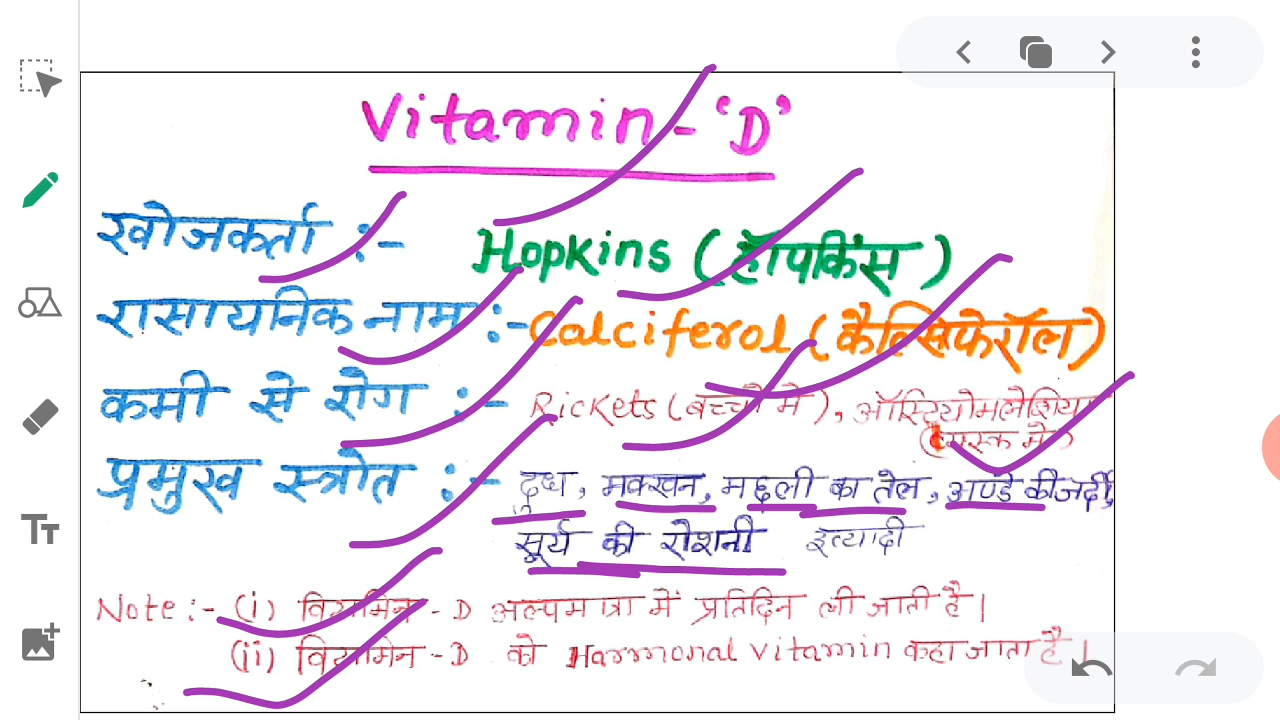 Vitamin - 'D'
खोजकर्ता :- Hopkins (हॉपकिंस)
रासायनिक नाम :- Calciferol (कैल्सिफेरॉल)
कमी से रोग :- Rickets (बच्चों में), ऑस्टियोमलेशिया
प्रमुख स्त्रोत :- दुध, मक्खन, मछली का तेल, अण्डे की जर्दी,
सूर्य की रोशनी इत्यादी
Note :- (i) विटामिन - D अल्पमात्रा में प्रतिदिन ली जाती है।
(ii) विटामिन - D को Harmonal vitamin कहा जाता है।
Tт